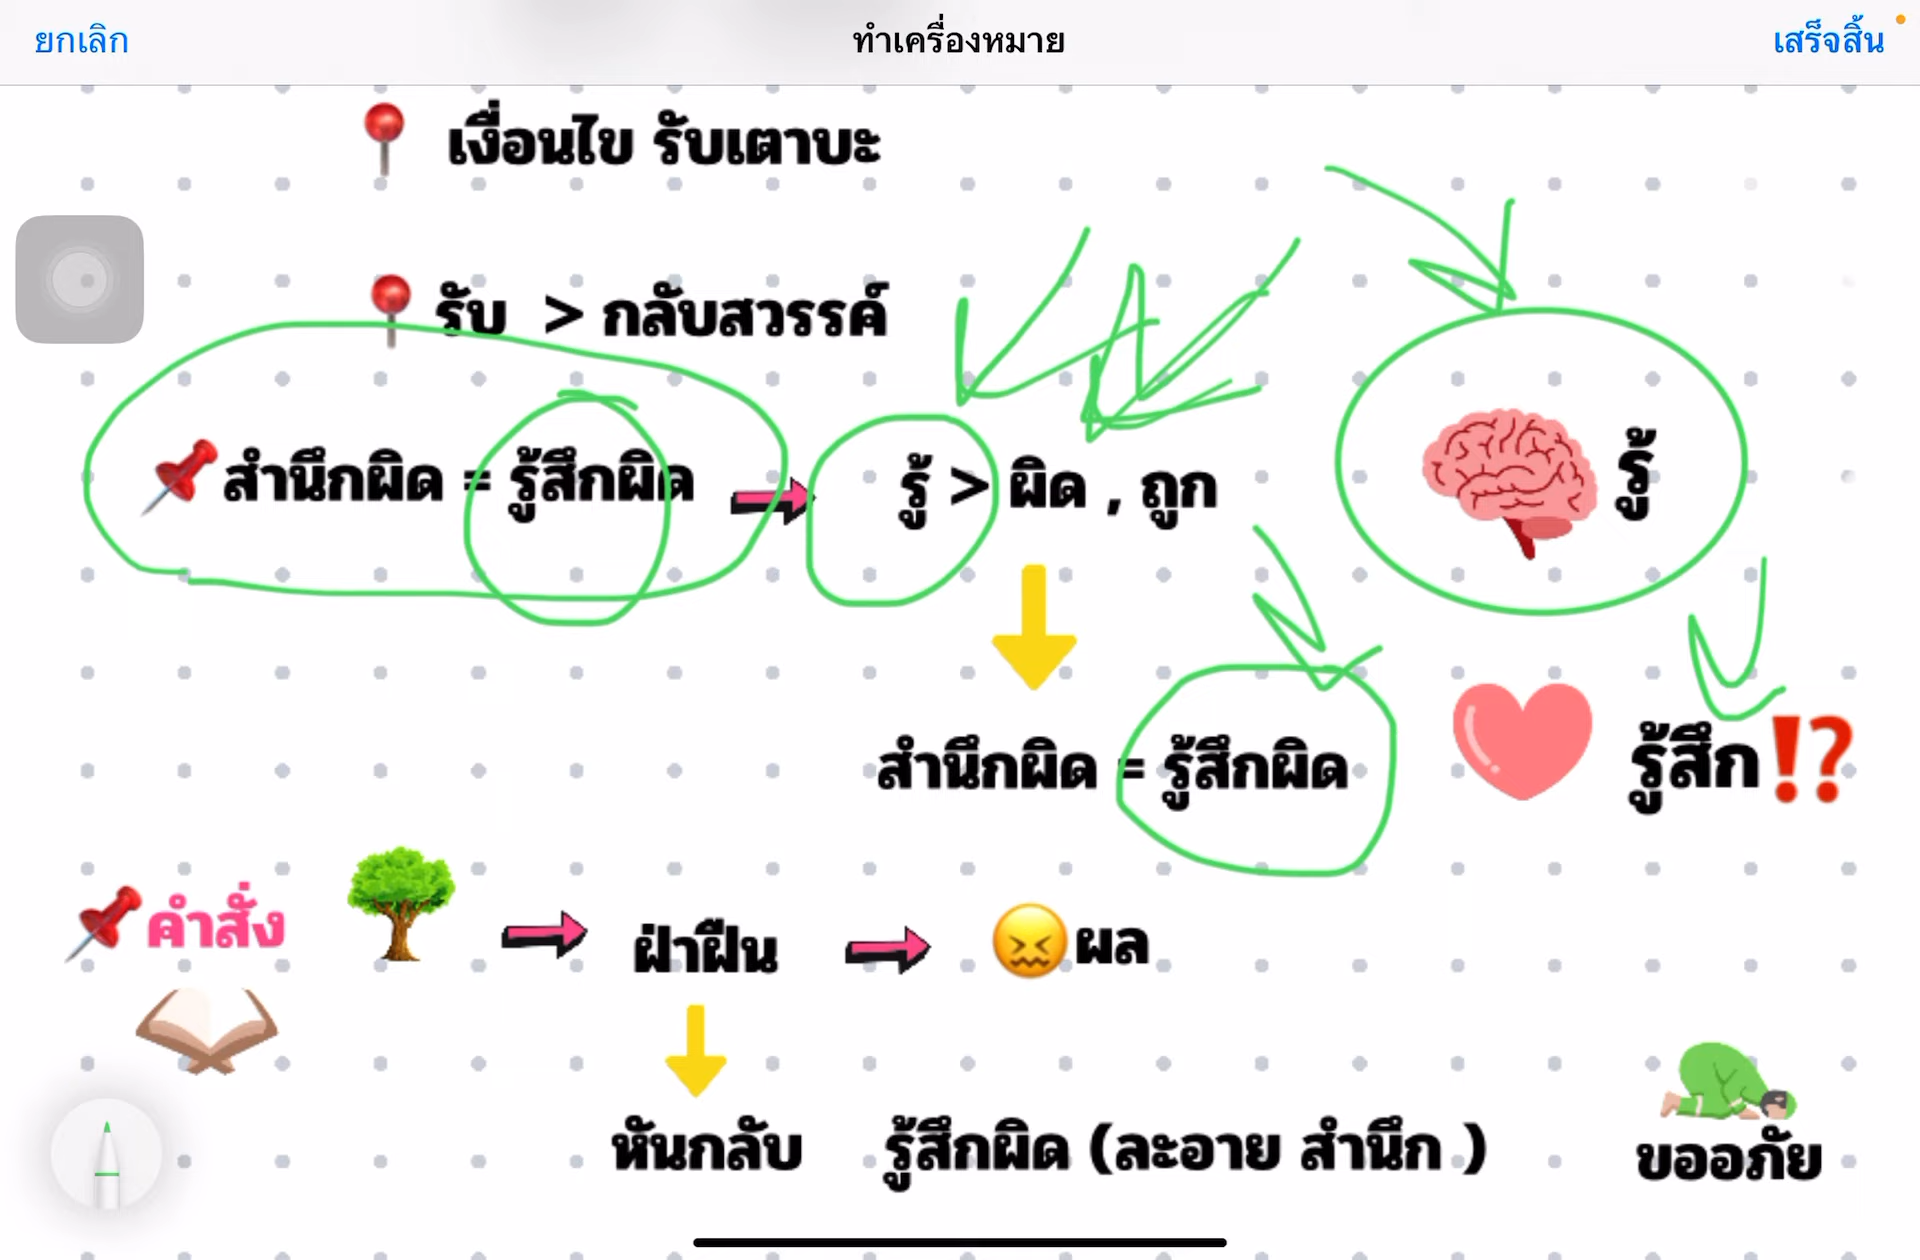 ยกเลิก ทำเครื่องหมาย เสร็จสิ้น
เงื่อนไข รับเตาบะ
รับ > กลับสวรรค์
สำนึกผิด = รู้สึกผิด รู้ > ผิด , ถูก รู้
สำนึกผิด = รู้สึกผิด รู้สึก⁉️
คำสั่ง ฝ่าฝืน ผล
หันกลับ รู้สึกผิด (ละอาย สำนึก ) ขออภัย